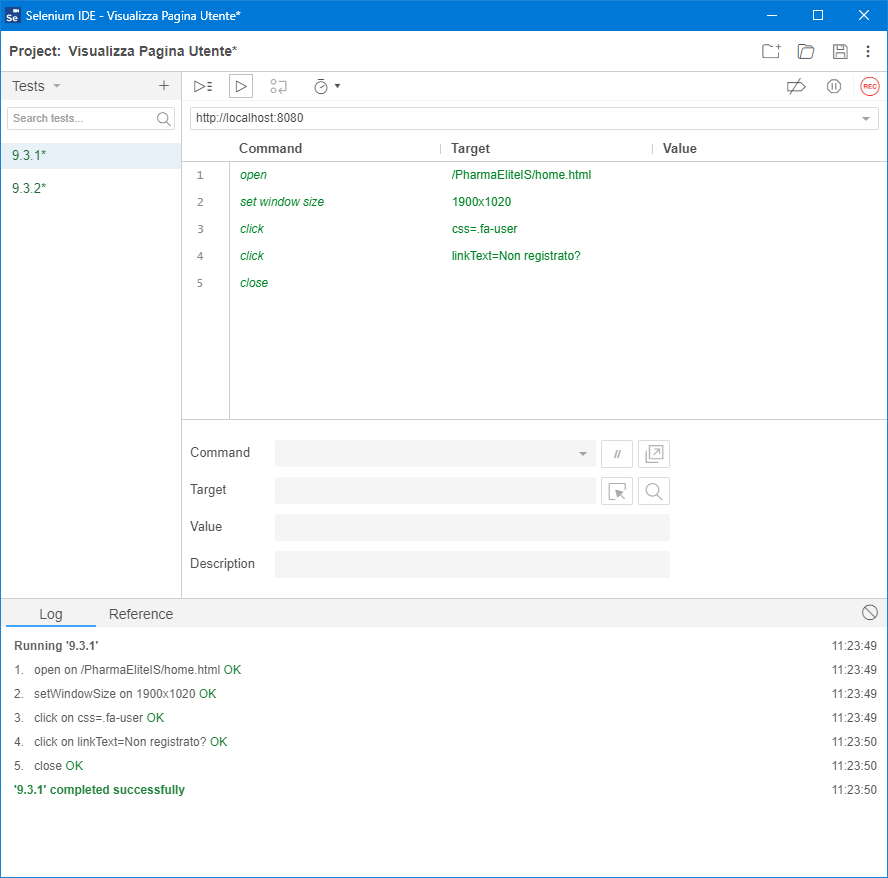 Se Selenium IDE - Visualizza Pagina Utente*
Project: Visualizza Pagina Utente*
Tests
REC
Search tests...
http://localhost:8080
Command Target Value
9.3.1*
9.3.2*
1 open /PharmaEliteIS/home.html
2 set window size 1900x1020
3 click css=.fa-user
4 click linkText=Non registrato?
5 close
Command //
Target
Value
Description
Log Reference
Running '9.3.1' 11:23:49
1. open on /PharmaEliteIS/home.html OK 11:23:49
2. setWindowSize on 1900x1020 OK 11:23:49
3. click on css=.fa-user OK 11:23:49
4. click on linkText=Non registrato? OK 11:23:50
5. close OK 11:23:50
'9.3.1' completed successfully 11:23:50